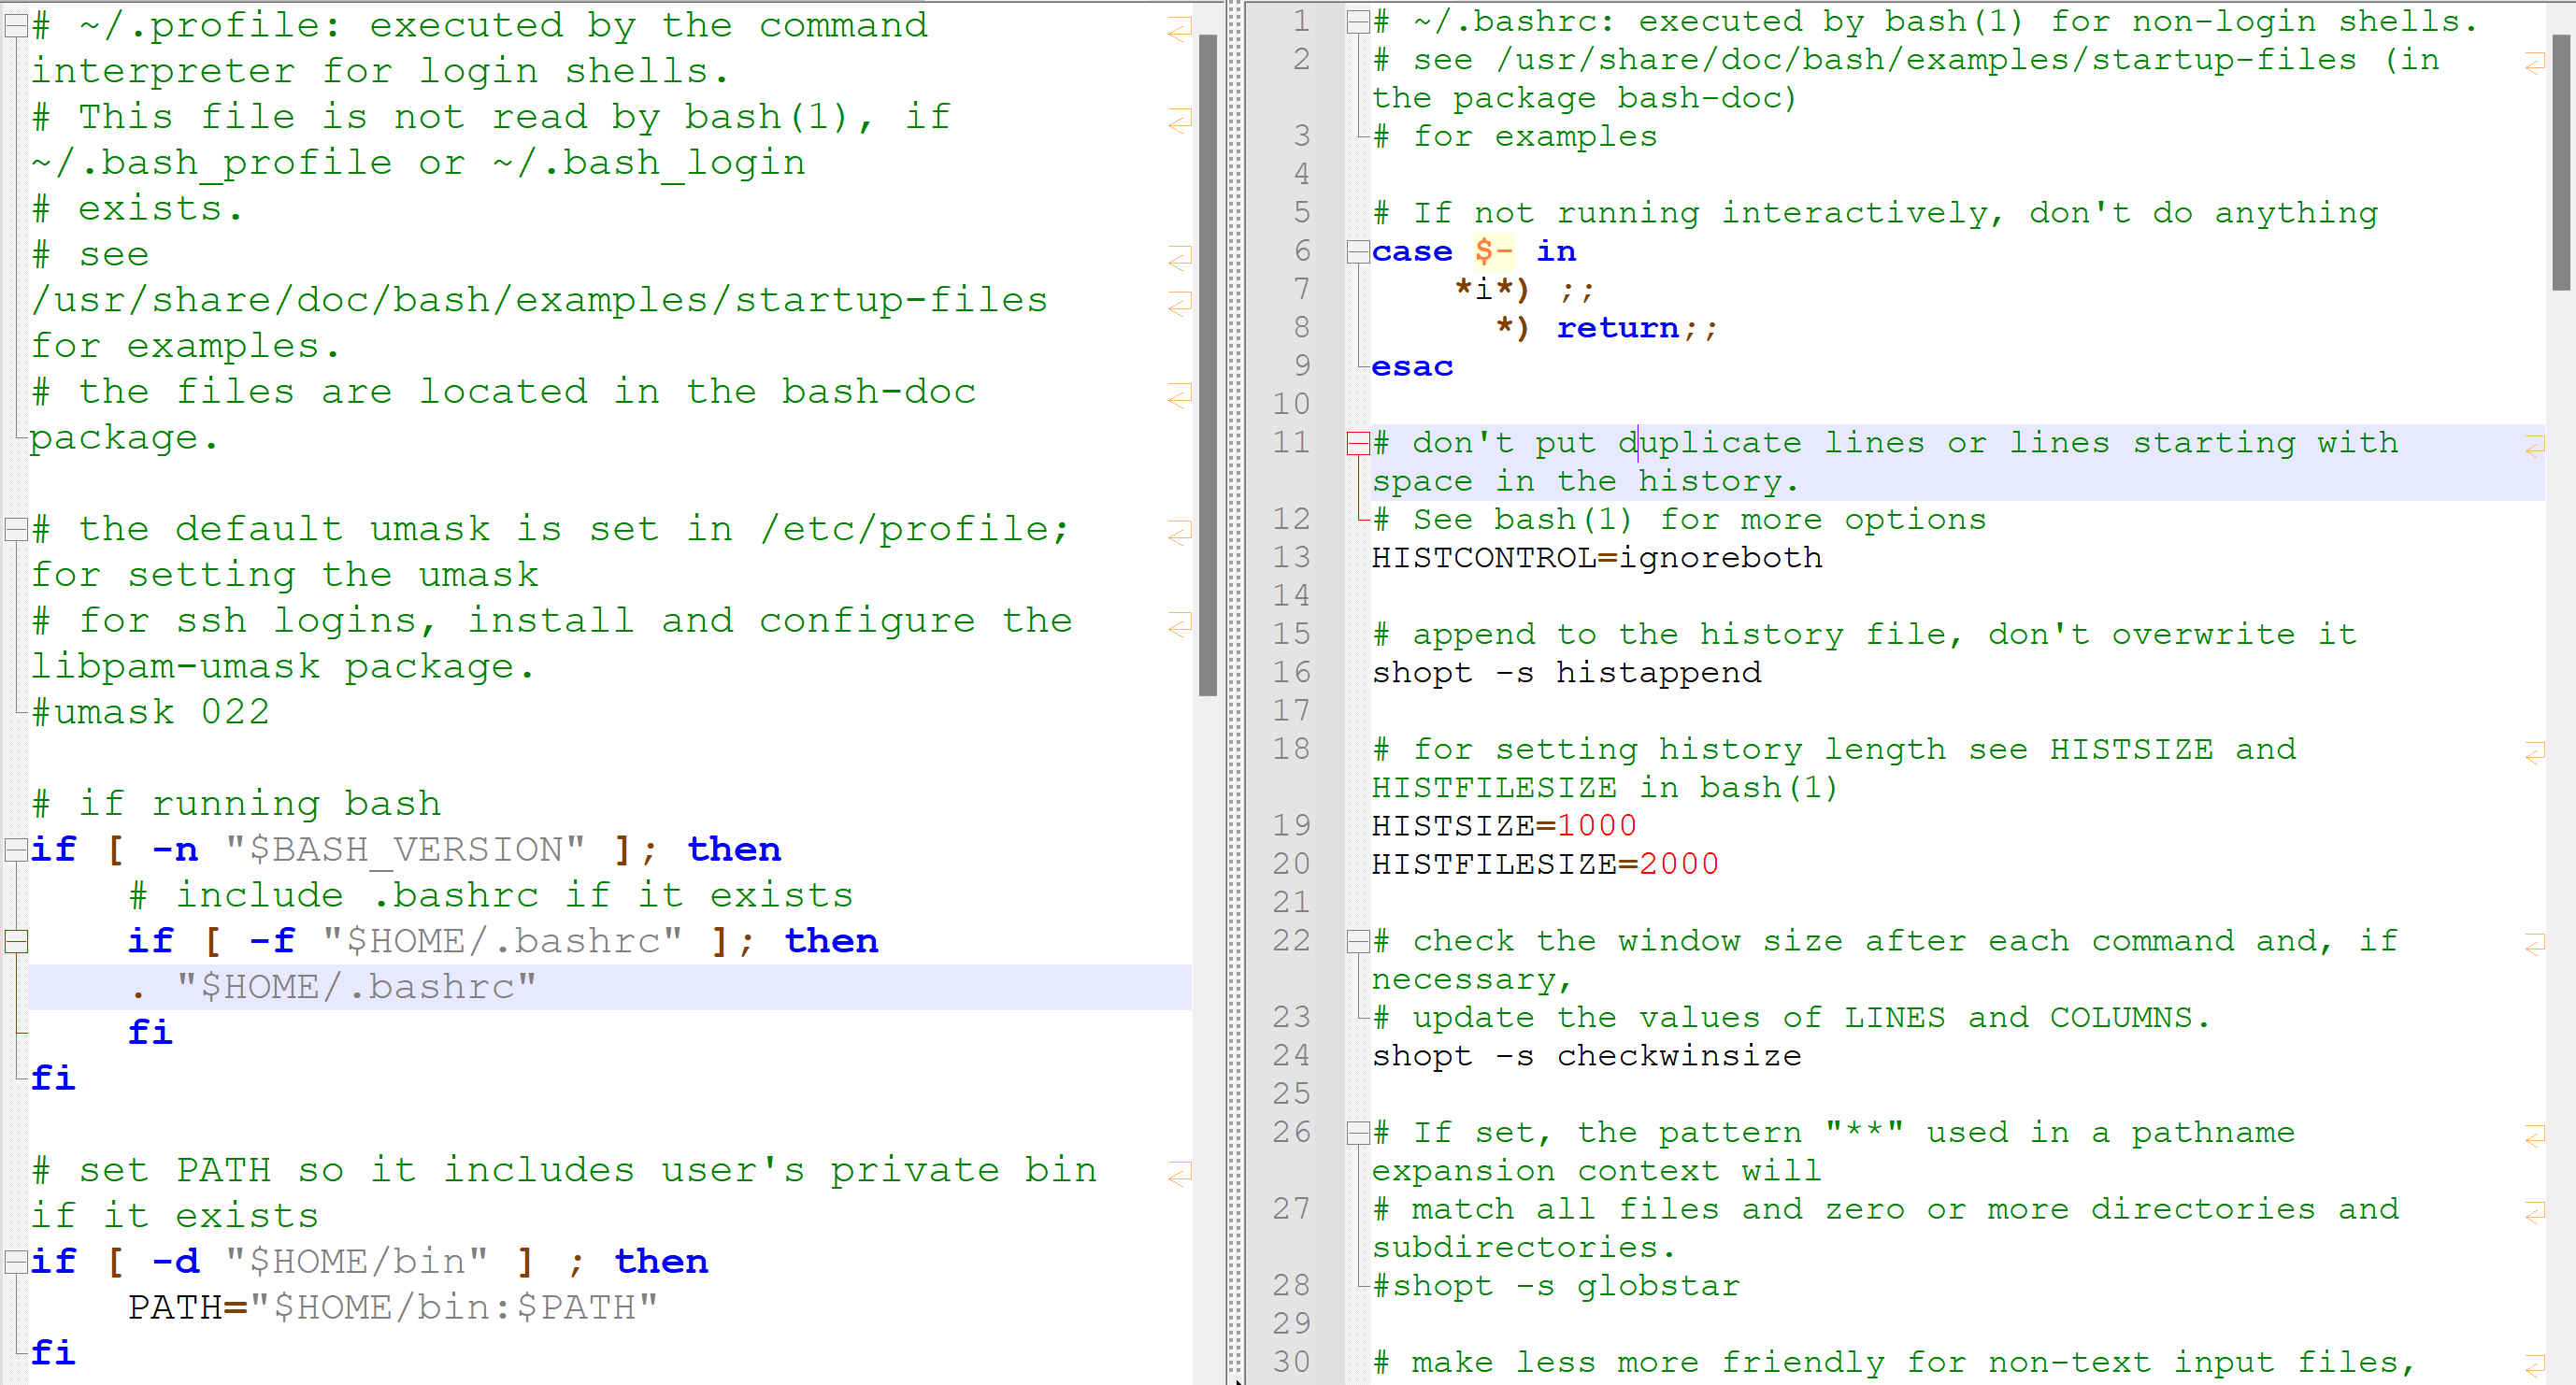 # ~/.profile: executed by the command
interpreter for login shells.
# This file is not read by bash(1), if
~/.bash_profile or ~/.bash_login
# exists.
# see
/usr/share/doc/bash/examples/startup-files
for examples.
# the files are located in the bash-doc
package.

# the default umask is set in /etc/profile;
for setting the umask
# for ssh logins, install and configure the
libpam-umask package.
#umask 022

# if running bash
if [ -n "$BASH_VERSION" ]; then
    # include .bashrc if it exists
    if [ -f "$HOME/.bashrc" ]; then
    . "$HOME/.bashrc"
    fi
fi

# set PATH so it includes user's private bin
if it exists
if [ -d "$HOME/bin" ] ; then
    PATH="$HOME/bin:$PATH"
fi
1 # ~/.bashrc: executed by bash(1) for non-login shells.
2 # see /usr/share/doc/bash/examples/startup-files (in
the package bash-doc)
3 # for examples
4
5 # If not running interactively, don't do anything
6 case $- in
7     *i*) ;;
8       *) return;;
9 esac
10
11 # don't put duplicate lines or lines starting with
space in the history.
12 # See bash(1) for more options
13 HISTCONTROL=ignoreboth
14
15 # append to the history file, don't overwrite it
16 shopt -s histappend
17
18 # for setting history length see HISTSIZE and
HISTFILESIZE in bash(1)
19 HISTSIZE=1000
20 HISTFILESIZE=2000
21
22 # check the window size after each command and, if
necessary,
23 # update the values of LINES and COLUMNS.
24 shopt -s checkwinsize
25
26 # If set, the pattern "**" used in a pathname
expansion context will
27 # match all files and zero or more directories and
subdirectories.
28 #shopt -s globstar
29
30 # make less more friendly for non-text input files,